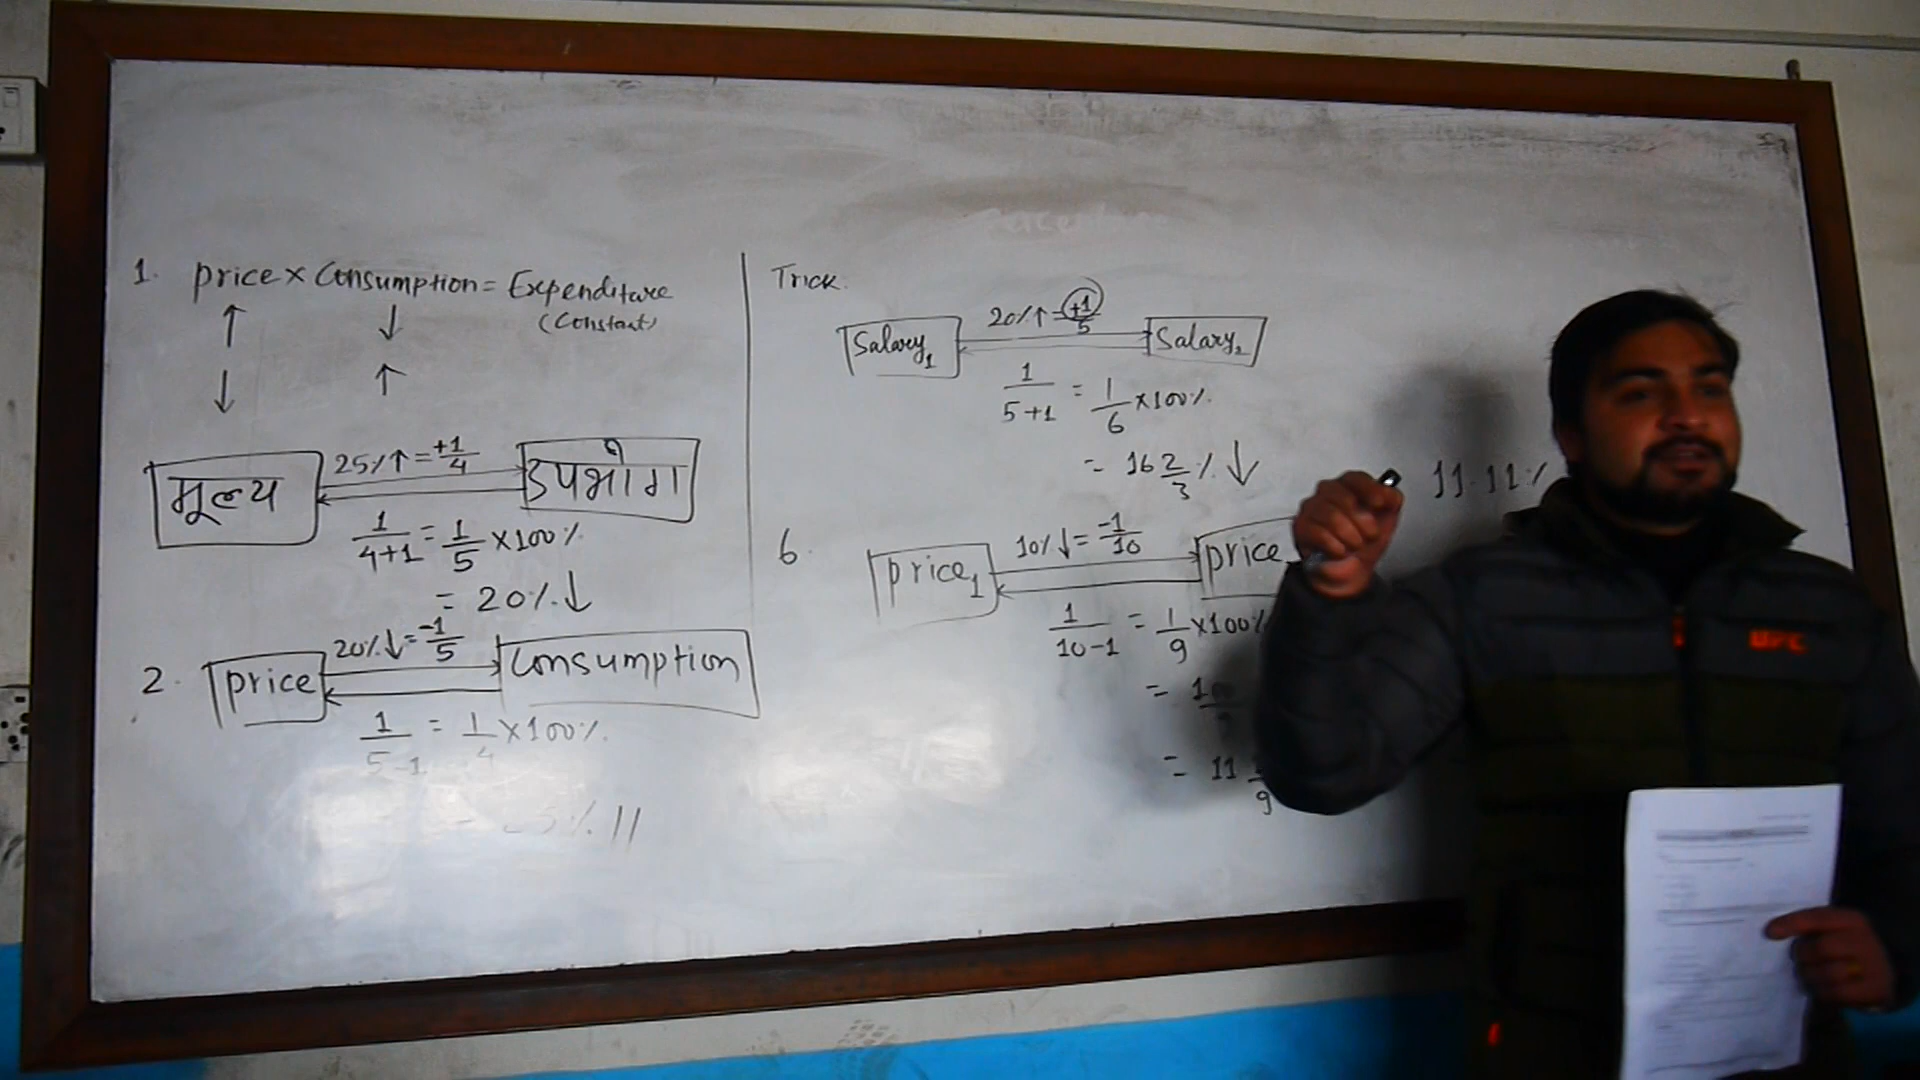 1. price × Consumption = Expenditure
(Constant)
↑ ↓
↓ ↑
मूल्य 25%↑ = +1/4 उपभोग
1/(4+1) = 1/5 × 100%
= 20%↓
2. price 20%↓ = -1/5 Consumption
1/(5-1) = 1/4 × 100%
Trick.
Salary₁ 20%↑ = +1/5 Salary₂
1/(5+1) = 1/6 × 100%
= 16 2/3 %↓
11.11%
6. price₁ 10%↓ = -1/10 price
1/(10-1) = 1/9 × 100%
= 11
9
UPC